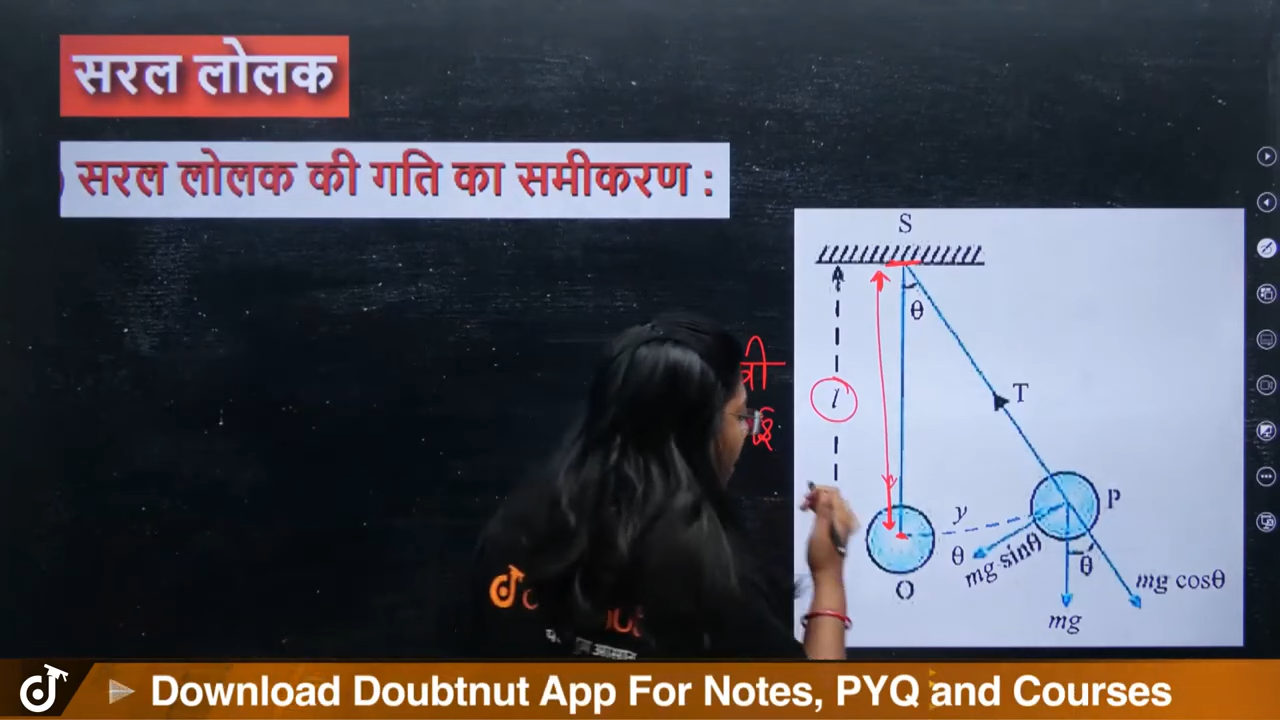 सरल लोलक
सरल लोलक की गति का समीकरण :
S
θ
T
l
P
y
θ
mg sinθ
θ
mg cosθ
O
mg
Download Doubtnut App For Notes, PYQ and Courses